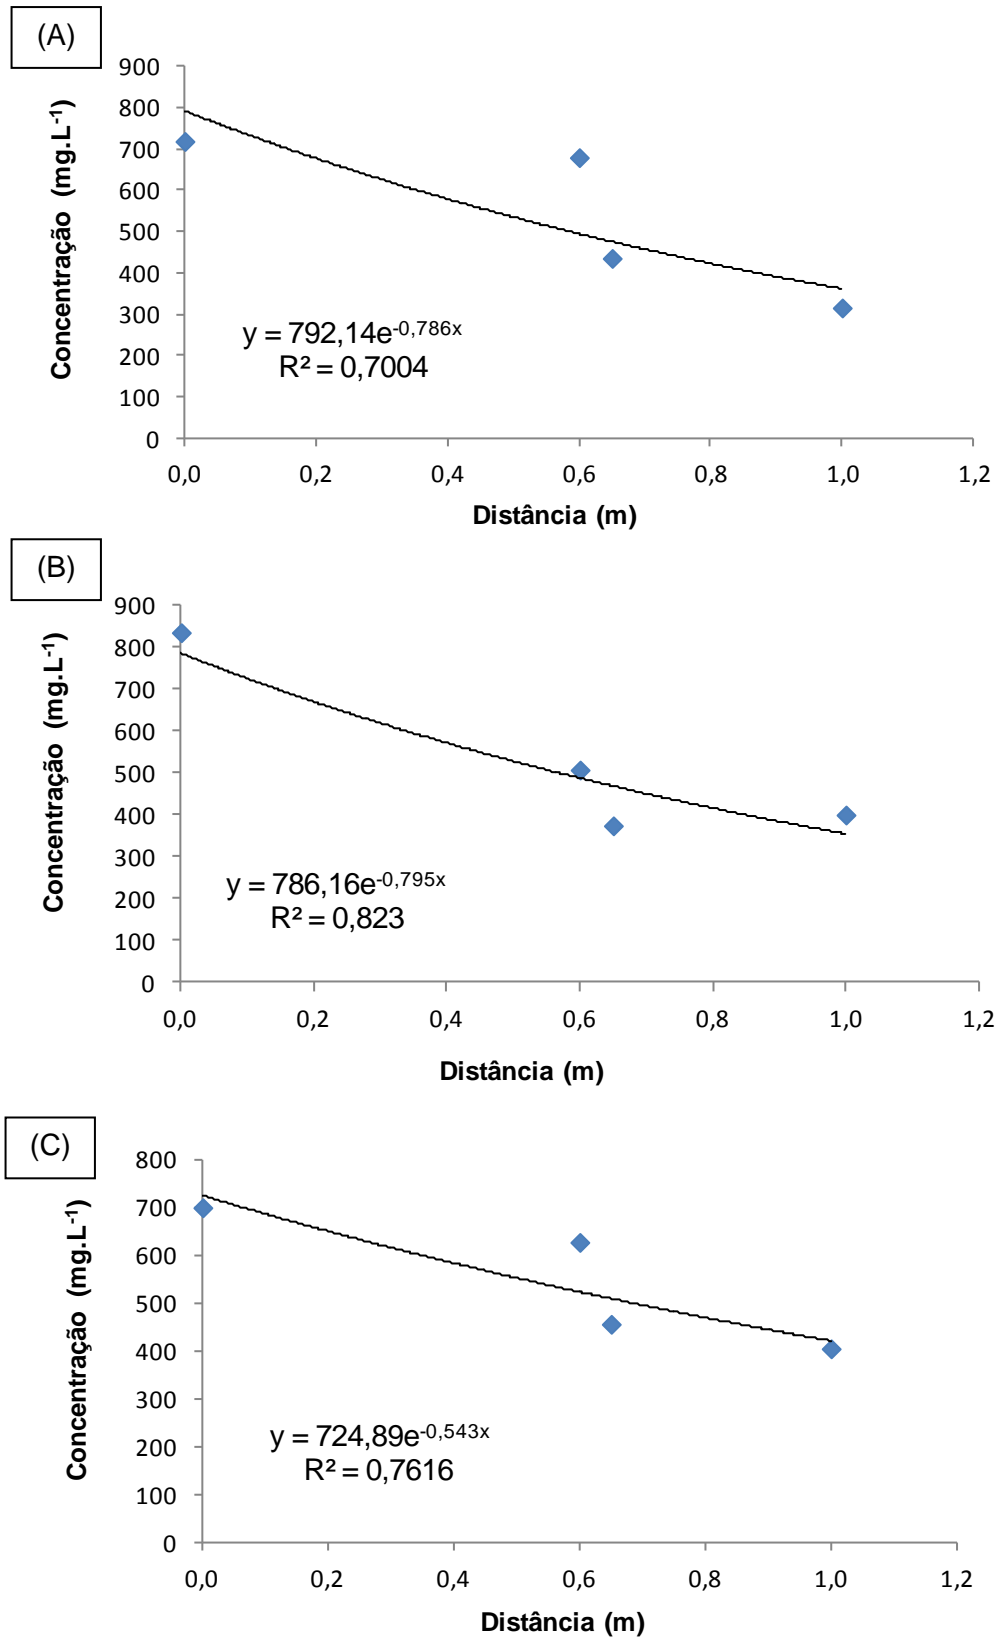 (A)
Concentração (mg.L⁻¹)
900
800
700
600
500
400
300
200
100
0
y = 792,14e⁻⁰,⁷⁸⁶ˣ
R² = 0,7004
0,0 0,2 0,4 0,6 0,8 1,0 1,2
Distância (m)
(B)
Concentração (mg.L⁻¹)
900
800
700
600
500
400
300
200
100
0
y = 786,16e⁻⁰,⁷⁹⁵ˣ
R² = 0,823
0,0 0,2 0,4 0,6 0,8 1,0 1,2
Distância (m)
(C)
Concentração (mg.L⁻¹)
800
700
600
500
400
300
200
100
0
y = 724,89e⁻⁰,⁵⁴³ˣ
R² = 0,7616
0,0 0,2 0,4 0,6 0,8 1,0 1,2
Distância (m)